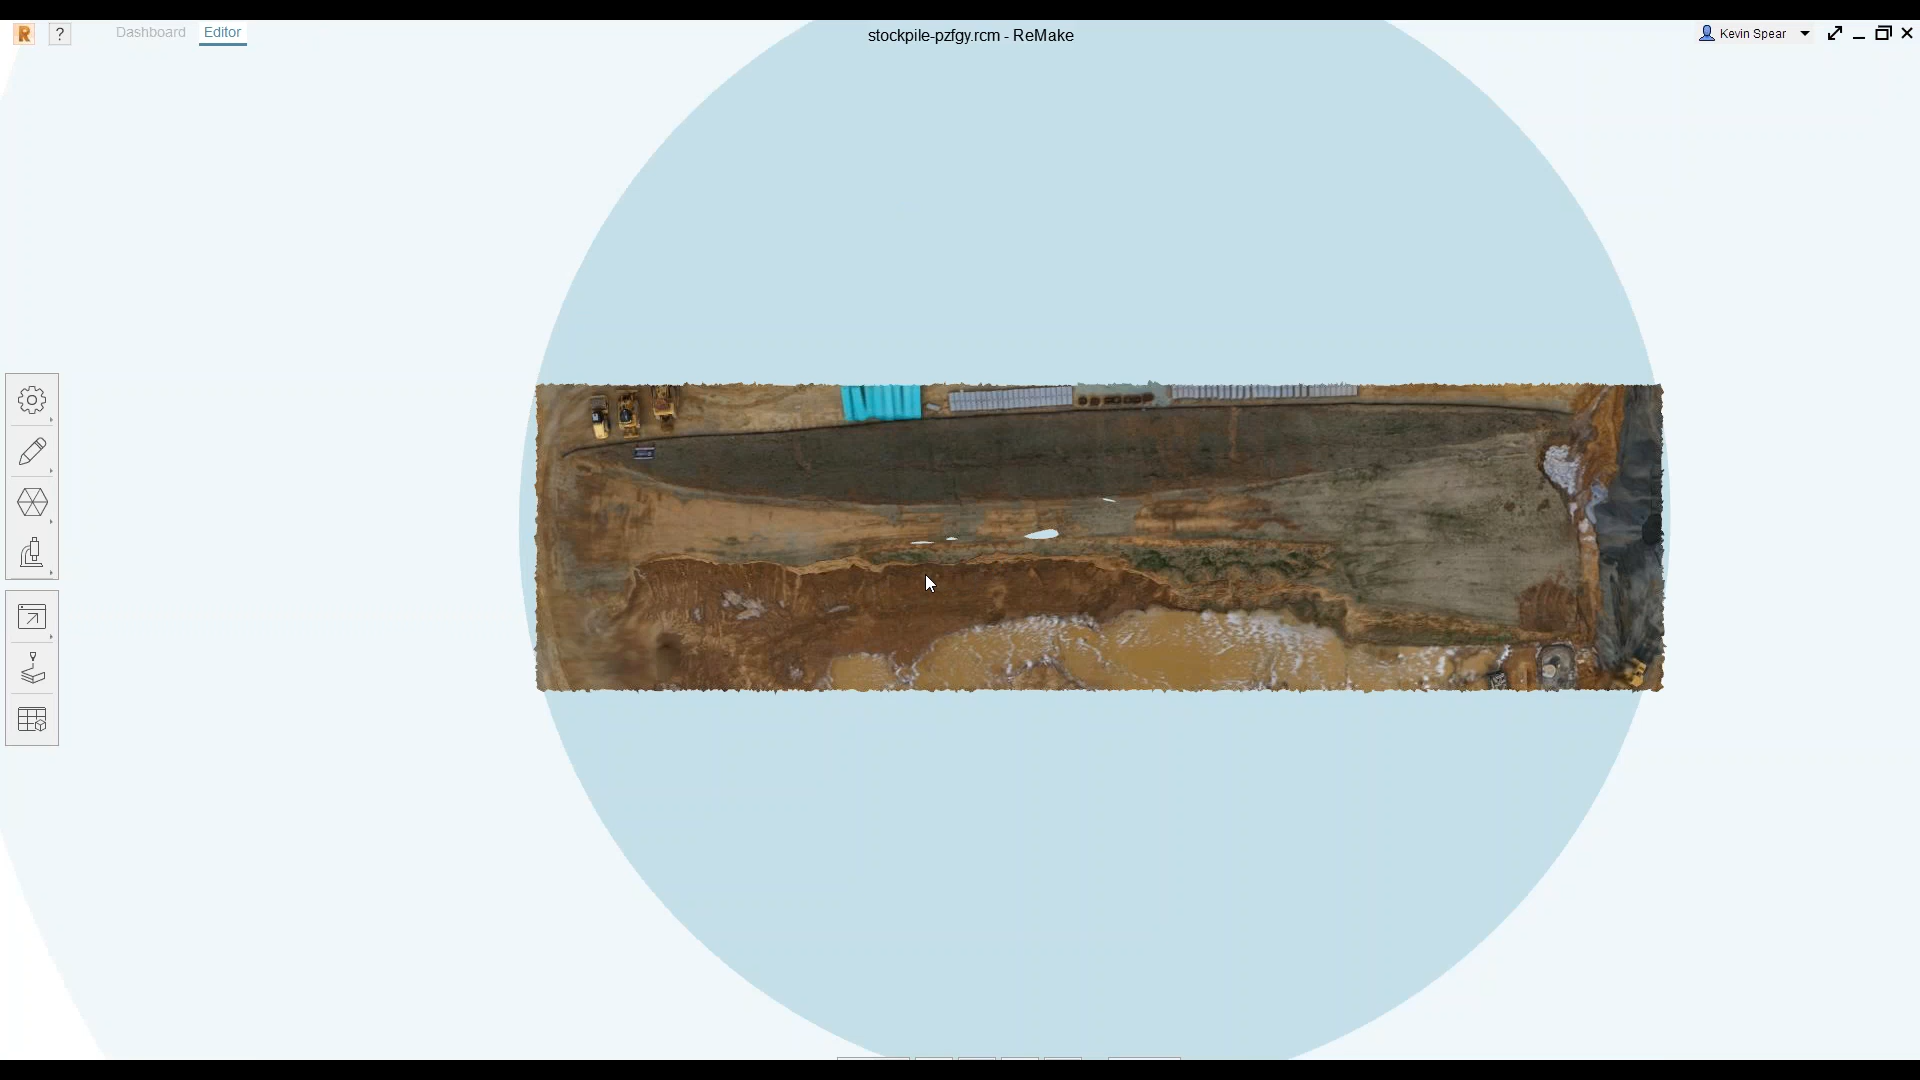 R
?
Dashboard
Editor
stockpile-pzfgy.rcm - ReMake
Kevin Spear